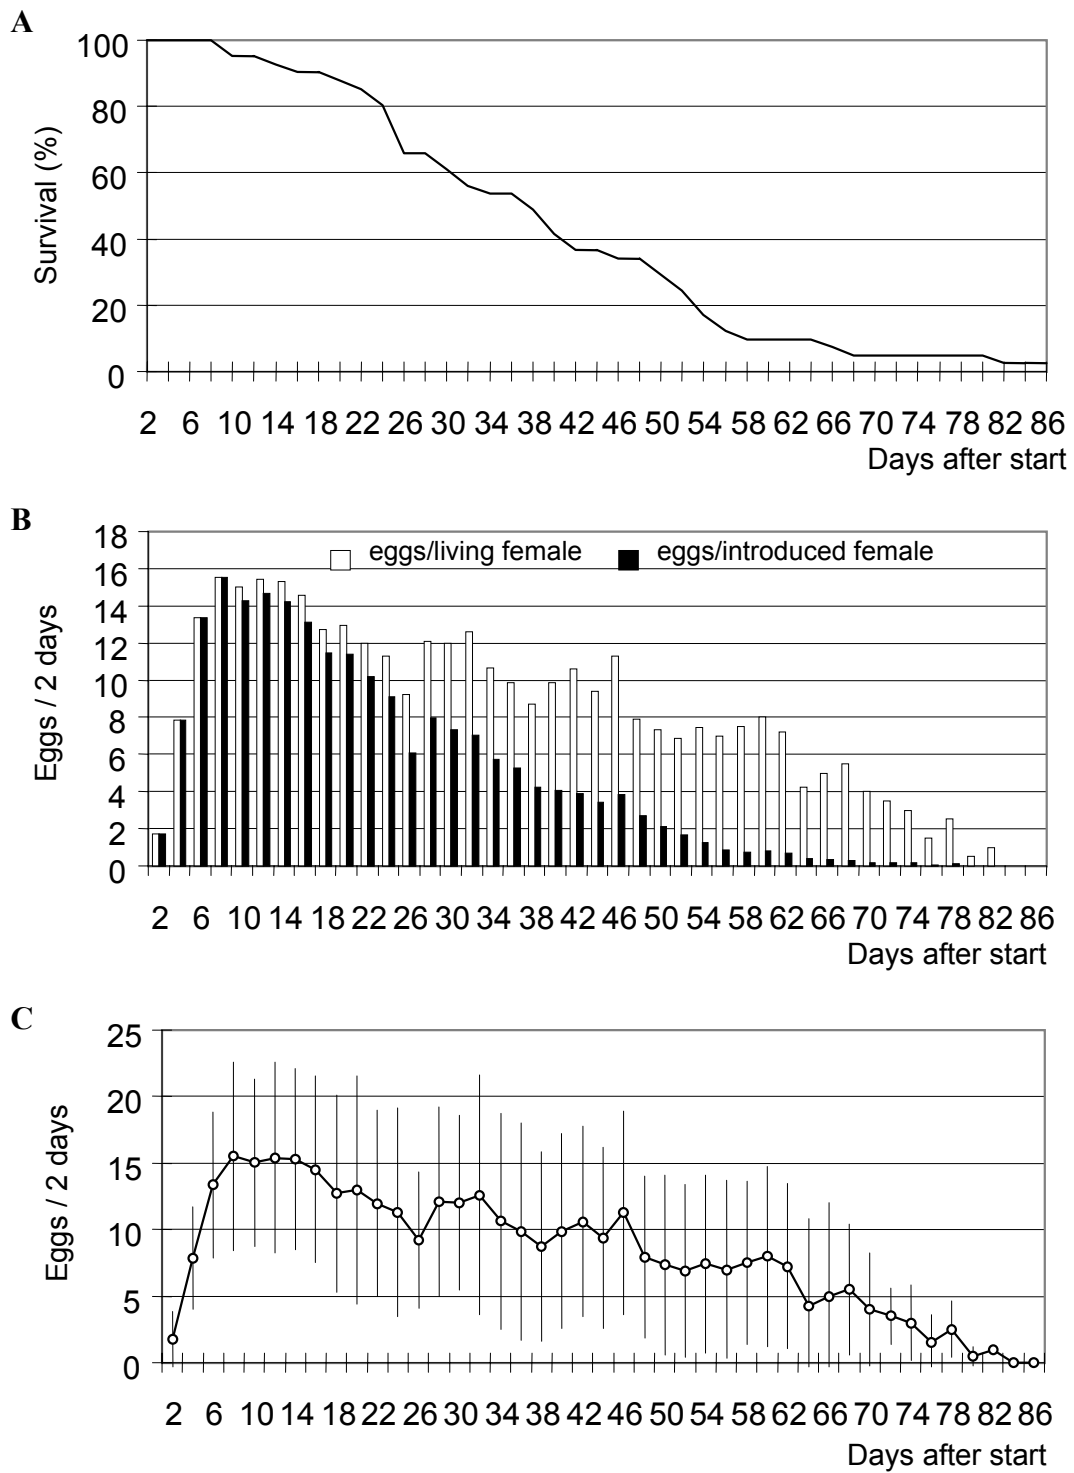 A
100
80
60
40
20
0
Survival (%)
2 6 10 14 18 22 26 30 34 38 42 46 50 54 58 62 66 70 74 78 82 86
Days after start
B
18
16
14
12
10
8
6
4
2
0
eggs/living female eggs/introduced female
Eggs / 2 days
2 6 10 14 18 22 26 30 34 38 42 46 50 54 58 62 66 70 74 78 82 86
Days after start
C
25
20
15
10
5
0
Eggs / 2 days
2 6 10 14 18 22 26 30 34 38 42 46 50 54 58 62 66 70 74 78 82 86
Days after start